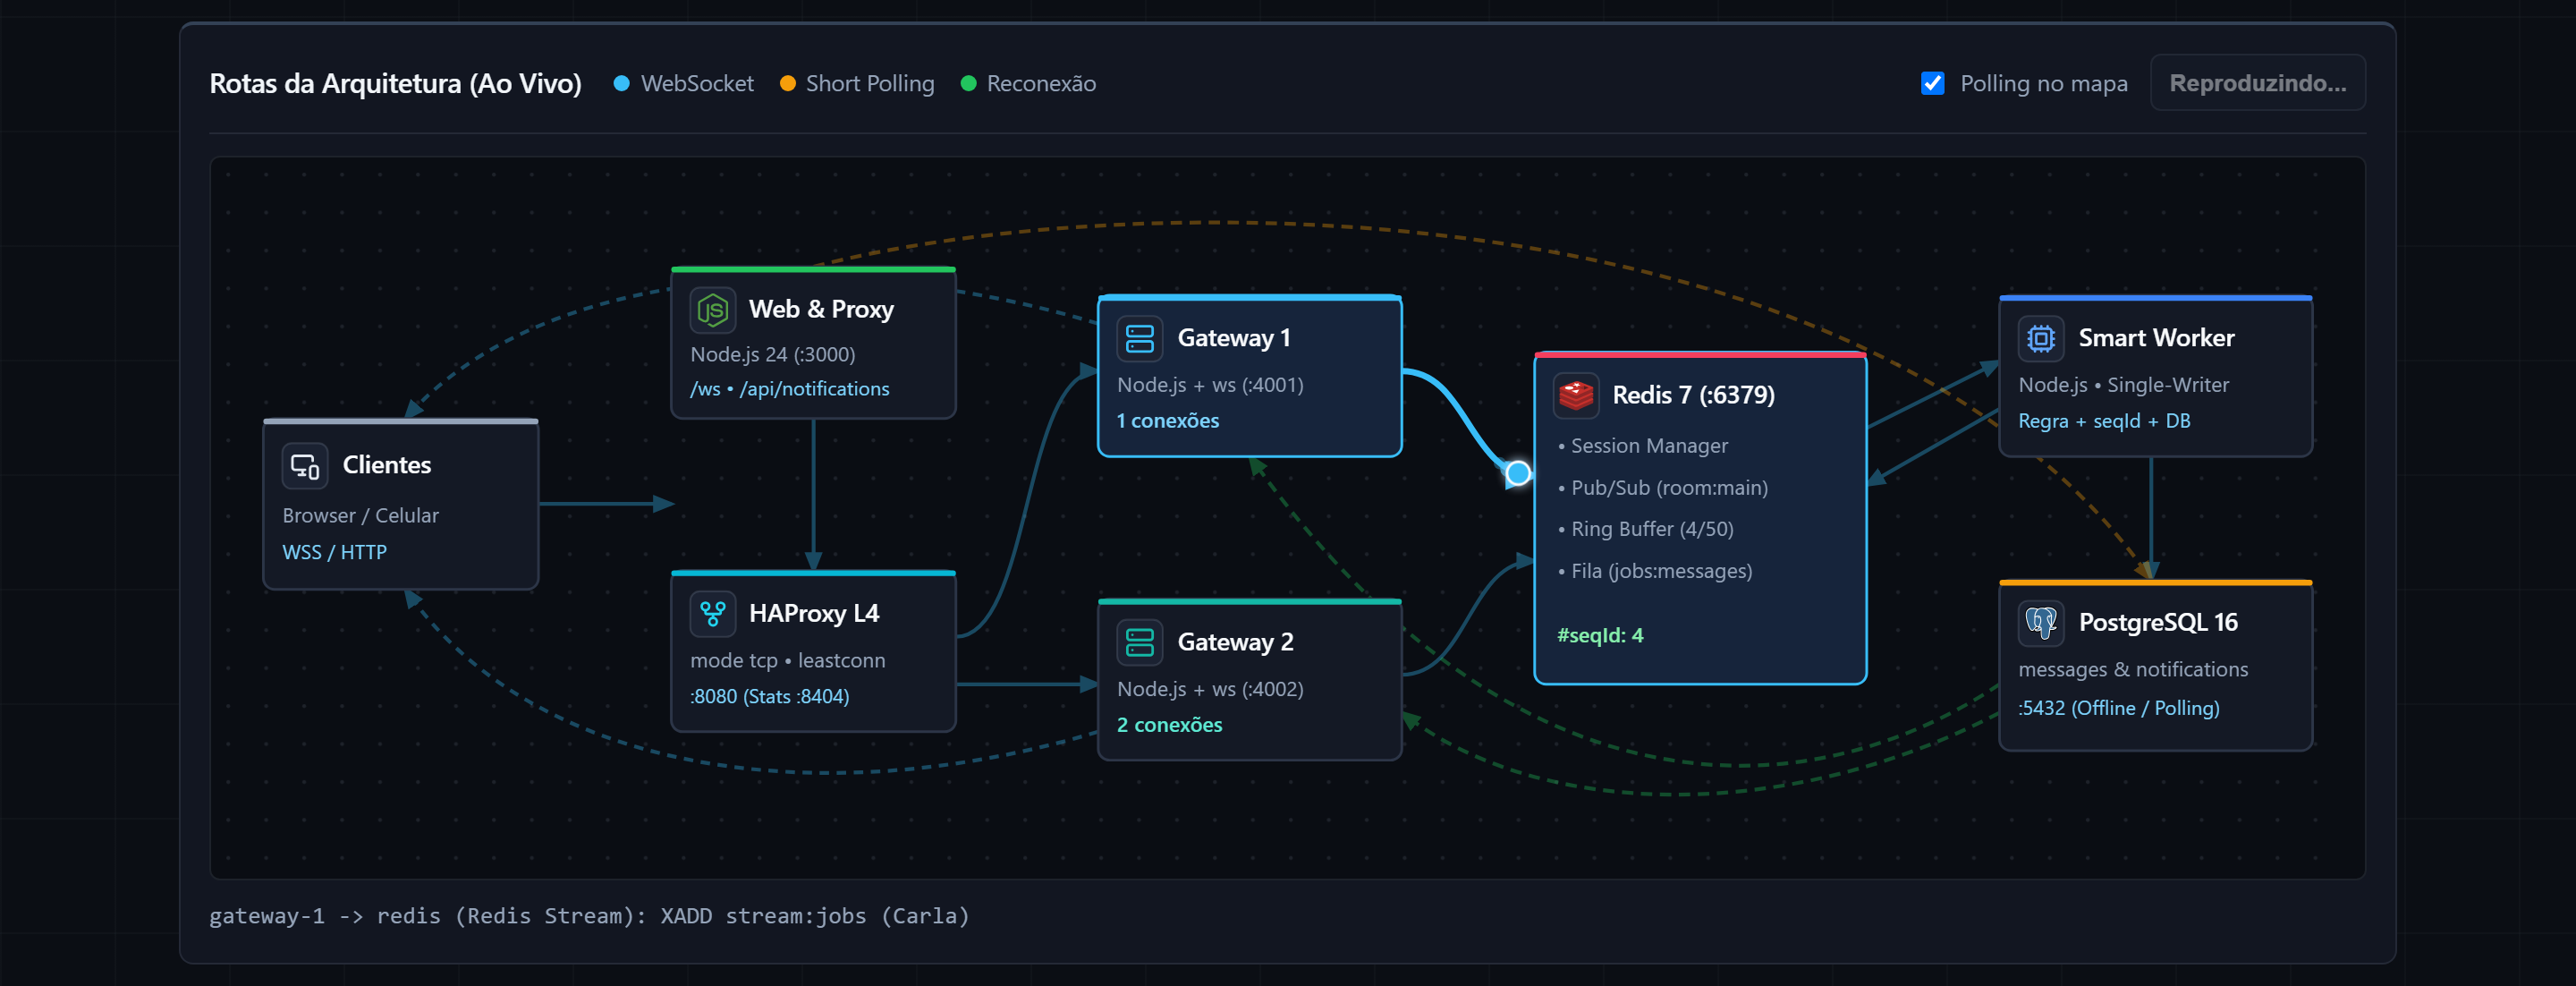 Rotas da Arquitetura (Ao Vivo)
WebSocket
Short Polling
Reconexão
Polling no mapa
Reproduzindo...
Clientes
Browser / Celular
WSS / HTTP
JS
Web & Proxy
Node.js 24 (:3000)
/ws • /api/notifications
HAProxy L4
mode tcp • leastconn
:8080 (Stats :8404)
Gateway 1
Node.js + ws (:4001)
1 conexões
Gateway 2
Node.js + ws (:4002)
2 conexões
Redis 7 (:6379)
• Session Manager
• Pub/Sub (room:main)
• Ring Buffer (4/50)
• Fila (jobs:messages)
#seqId: 4
Smart Worker
Node.js • Single-Writer
Regra + seqId + DB
PostgreSQL 16
messages & notifications
:5432 (Offline / Polling)
gateway-1 -> redis (Redis Stream): XADD stream:jobs (Carla)